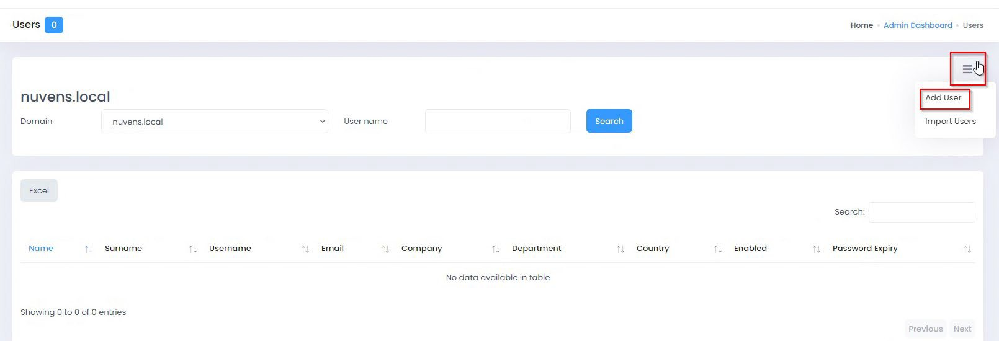 Users 0
Home • Admin Dashboard • Users
nuvens.local
Add User
Domain nuvens.local User name Search Import Users
Excel
Search:
Name Surname Username Email Company Department Country Enabled Password Expiry
No data available in table
Showing 0 to 0 of 0 entries
Previous Next